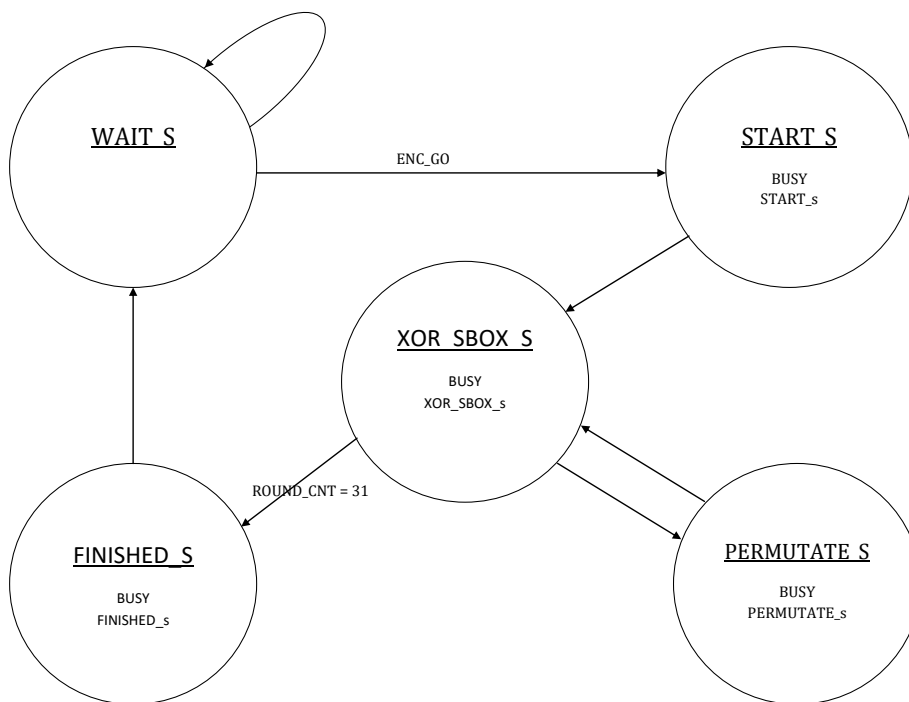 WAIT_S
ENC_GO
START_S
BUSY
START_s
XOR_SBOX_S
BUSY
XOR_SBOX_s
ROUND_CNT = 31
FINISHED_S
BUSY
FINISHED_s
PERMUTATE_S
BUSY
PERMUTATE_s